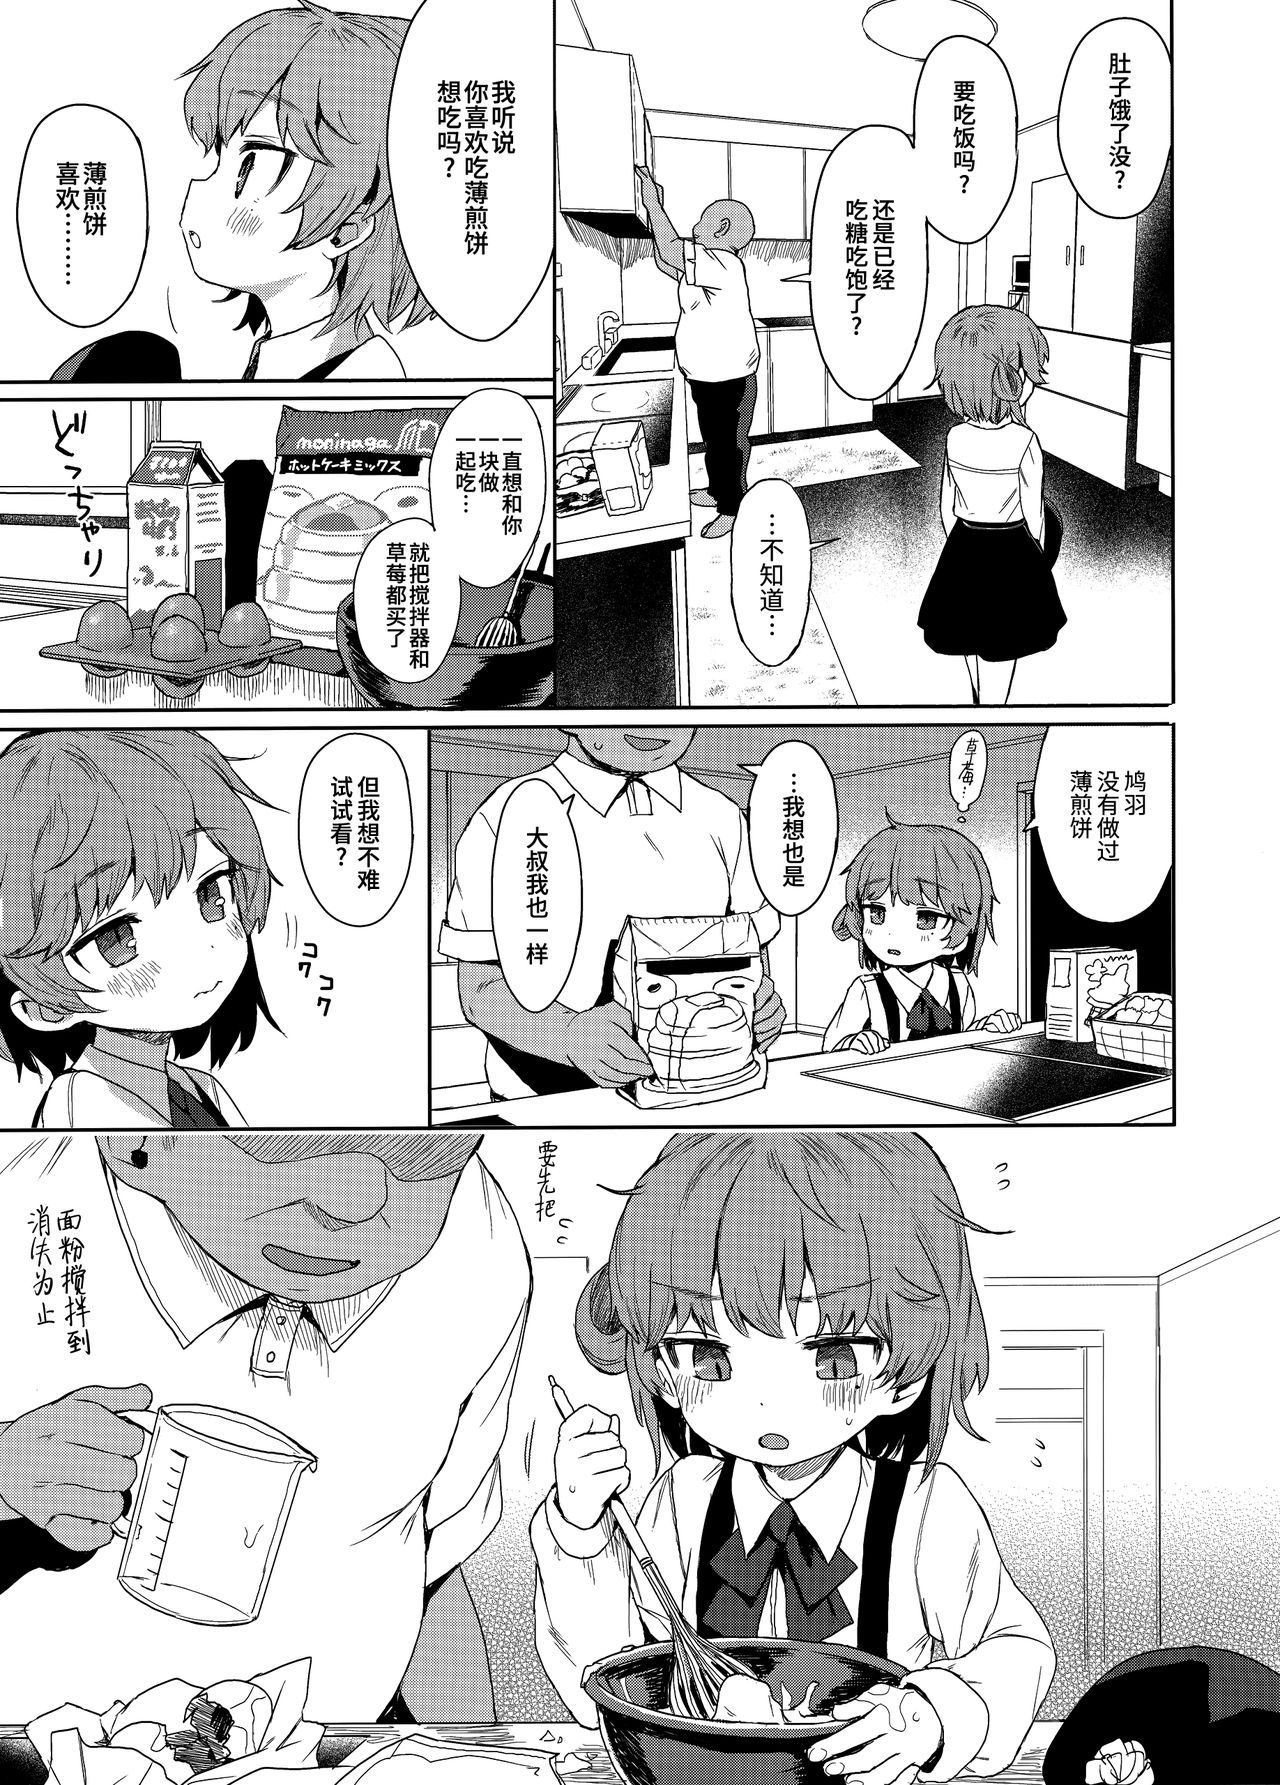 肚子饿了没?
要吃饭吗?
还是已经
吃糖吃饱了?
…不知道…
我听说
你喜欢吃薄煎饼
想吃吗?
薄煎饼
喜欢………
一直想和你
一块做
一起吃…
就把搅拌器和
草莓都买了
morinaga
ホットケーキミックス
どっちゃり
鸠羽
没有做过
薄煎饼
草莓…
…我想也是
大叔我也一样
但我想不难
试试看?
コク
コク
要先把
面粉搅拌到
消失为止